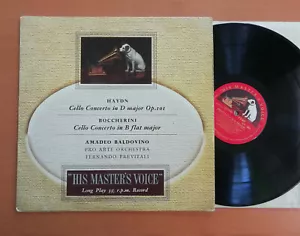 HAYDN
Cello Concerto in D major Op.101
BOCCHERINI
Cello Concerto in B flat major
AMADEO BALDOVINO
PRO ARTE ORCHESTRA
FERNANDO PREVITALI
"HIS MASTER'S VOICE"
Long Play 33⅓ r.p.m. Record